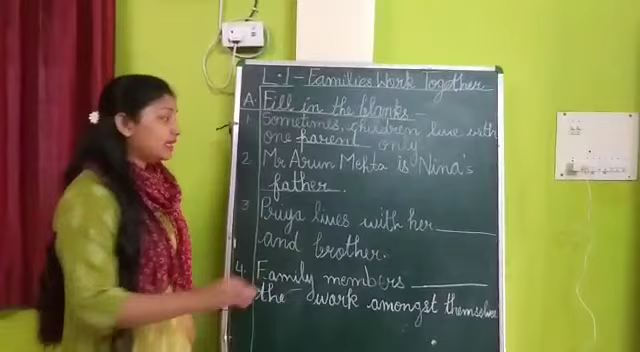 L.1- Families Work Together
A. Fill in the blanks -
1. Sometimes, children live with
one parent only.
2. Mr Arun Mehta is Nina's
father.
3. Priya lives with her ______
and brother.
4. Family members ______
the work amongst themselves